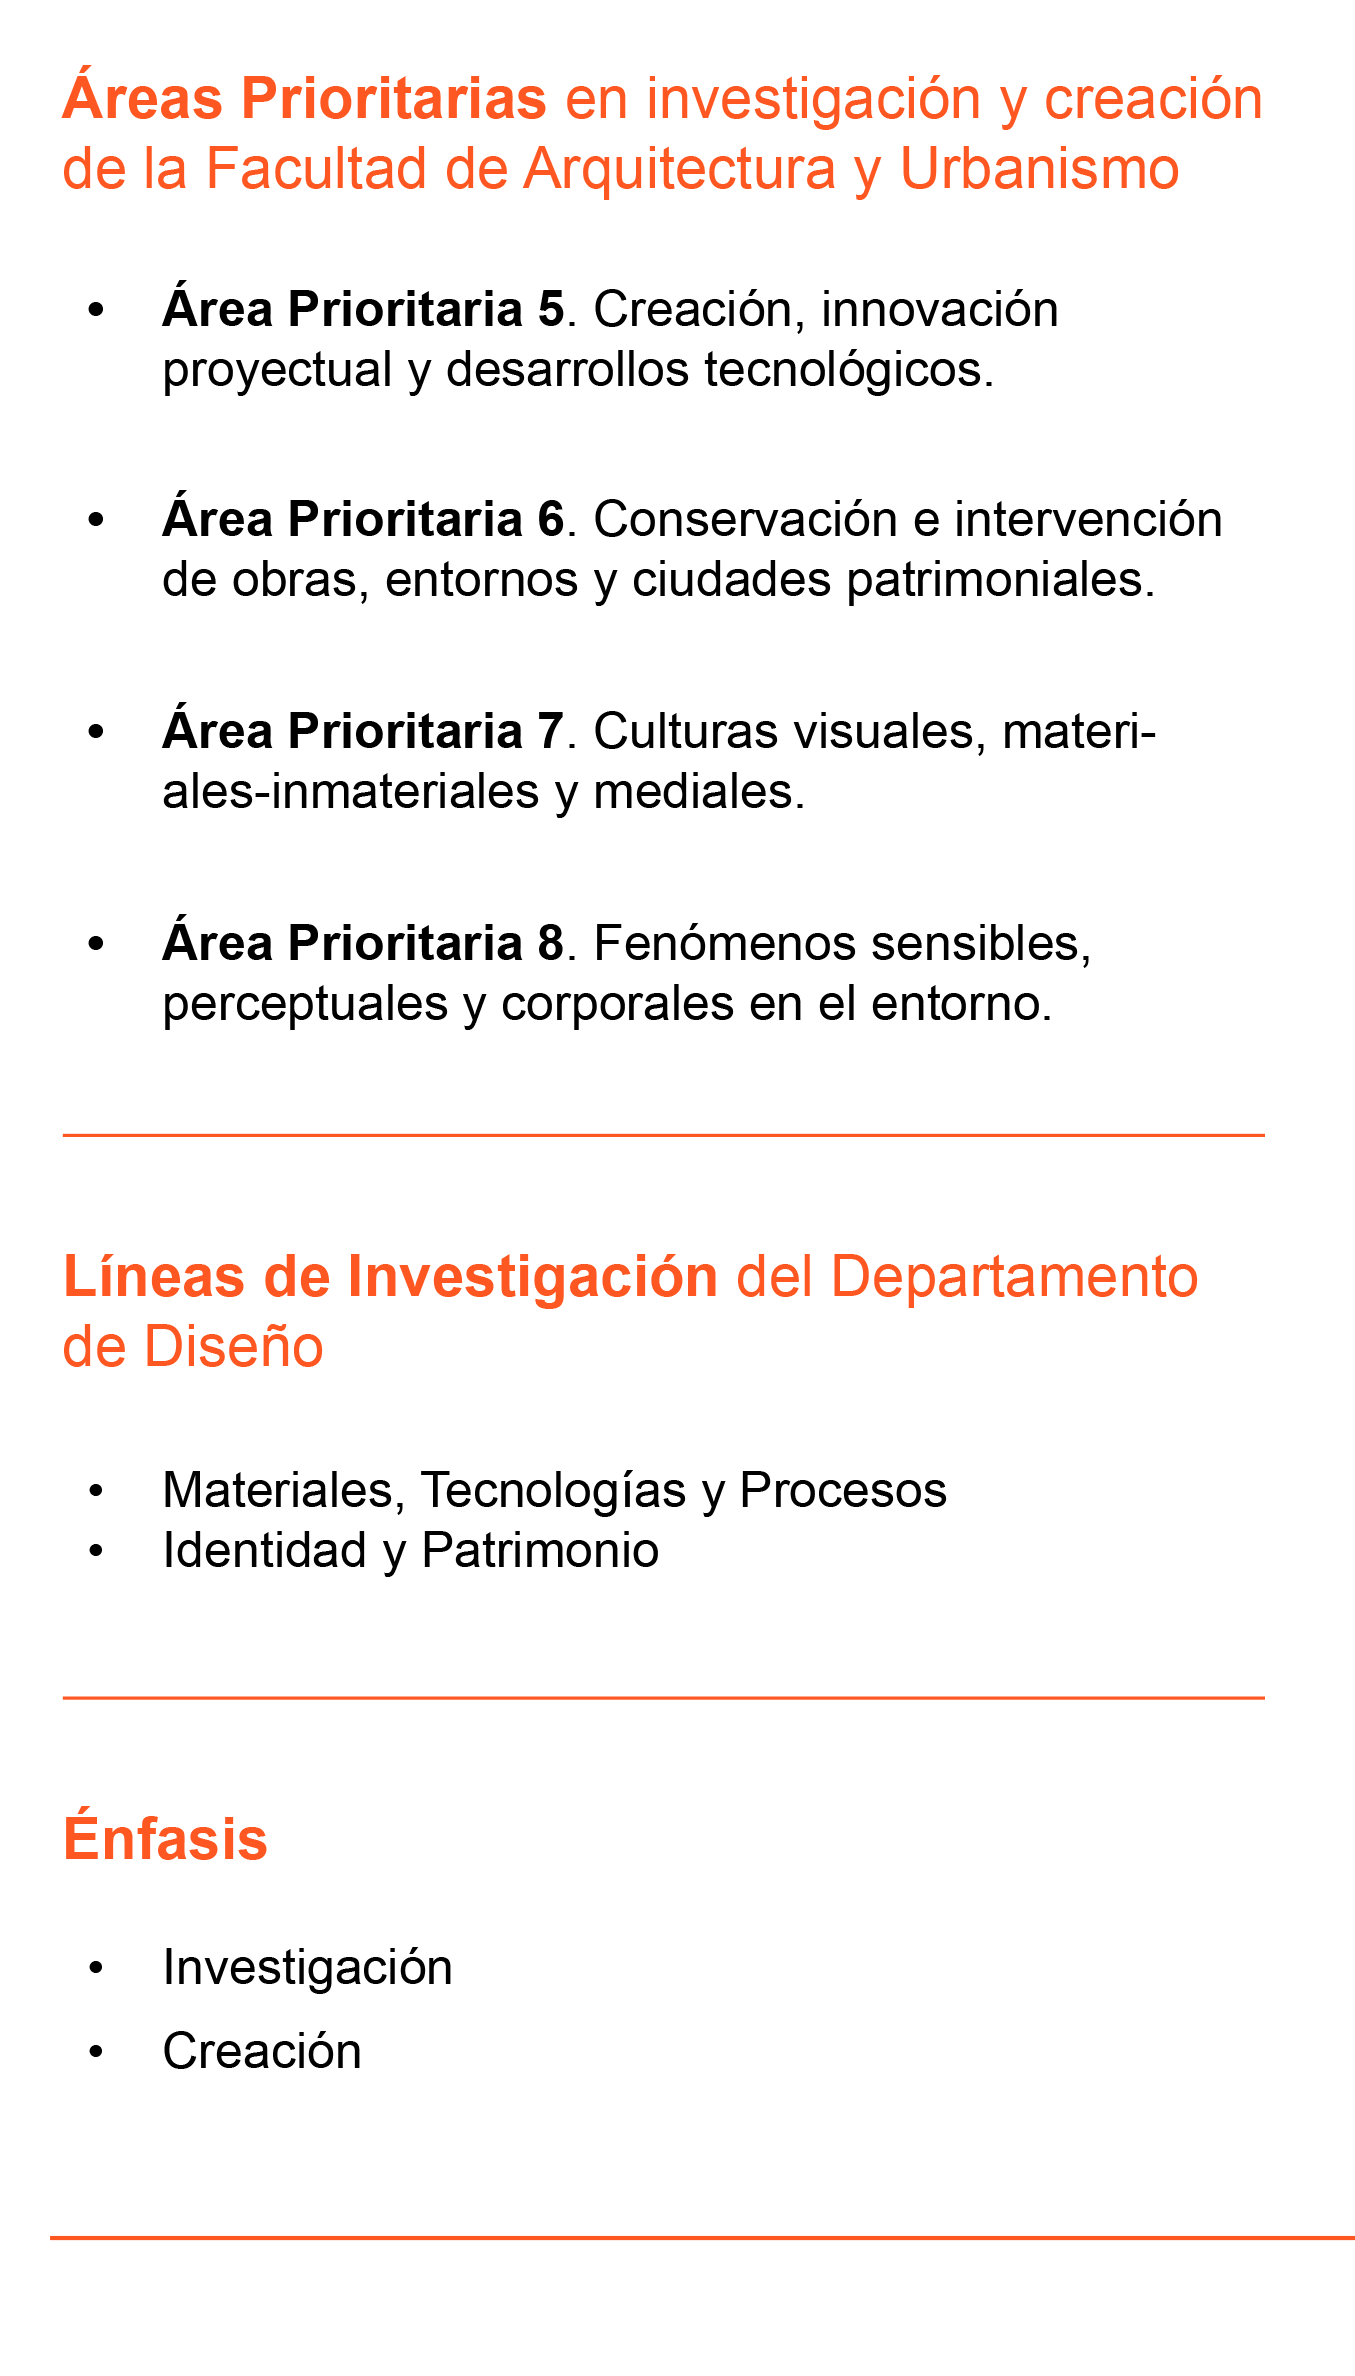 Áreas Prioritarias en investigación y creación
de la Facultad de Arquitectura y Urbanismo
• Área Prioritaria 5. Creación, innovación
proyectual y desarrollos tecnológicos.
• Área Prioritaria 6. Conservación e intervención
de obras, entornos y ciudades patrimoniales.
• Área Prioritaria 7. Culturas visuales, materi-
ales-inmateriales y mediales.
• Área Prioritaria 8. Fenómenos sensibles,
perceptuales y corporales en el entorno.
Líneas de Investigación del Departamento
de Diseño
• Materiales, Tecnologías y Procesos
• Identidad y Patrimonio
Énfasis
• Investigación
• Creación